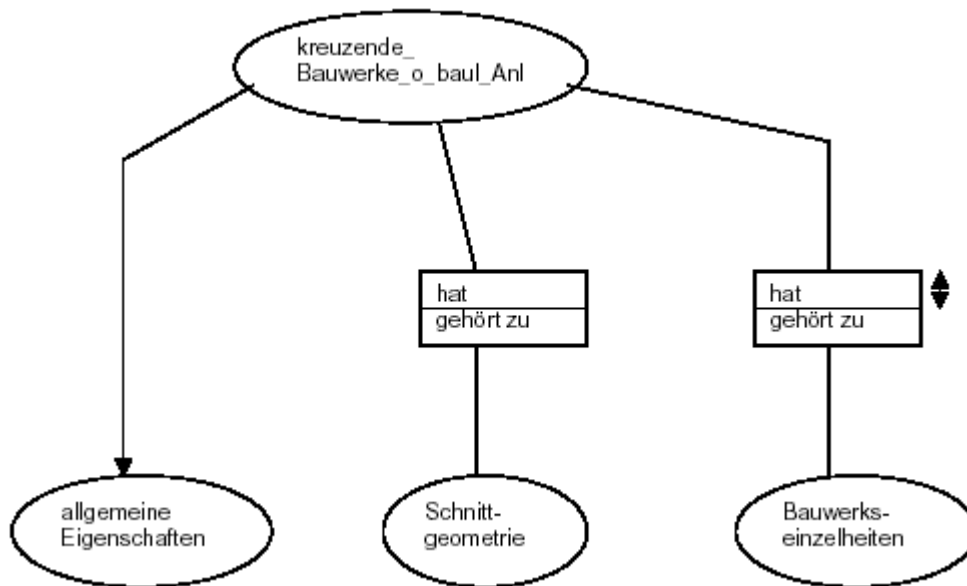 kreuzende_
Bauwerke_o_baul_Anl
hat
gehört zu
hat
gehört zu
allgemeine
Eigenschaften
Schnitt-
geometrie
Bauwerks-
einzelheiten